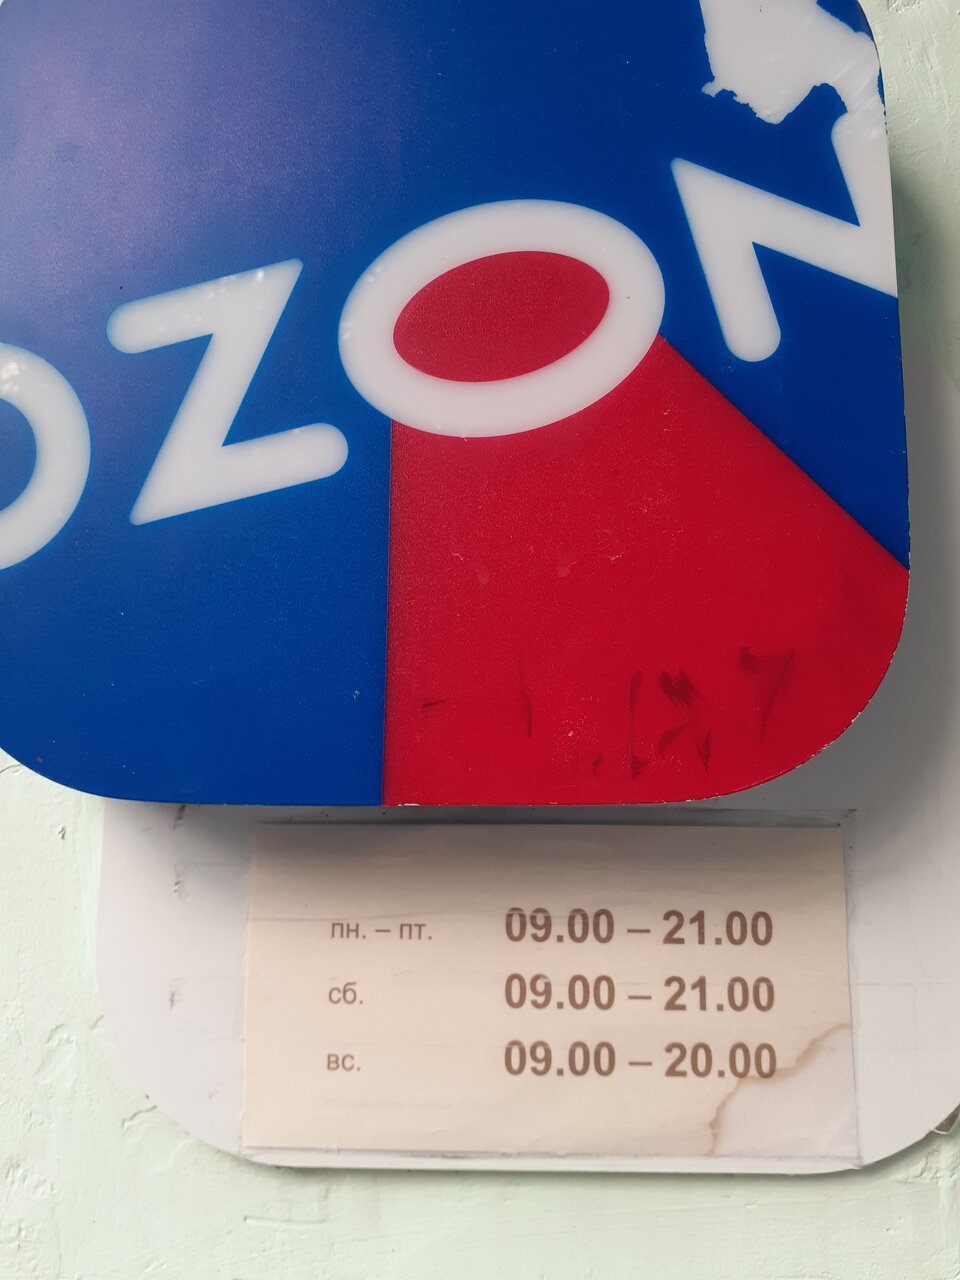 OZON
пн. – пт. 09.00 – 21.00
сб. 09.00 – 21.00
вс. 09.00 – 20.00